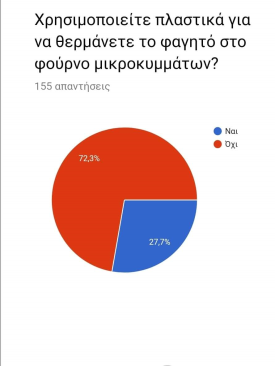 Χρησιμοποιείτε πλαστικά για
να θερμάνετε το φαγητό στο
φούρνο μικροκυμμάτων?
155 απαντήσεις
Ναι
Όχι
72,3%
27,7%